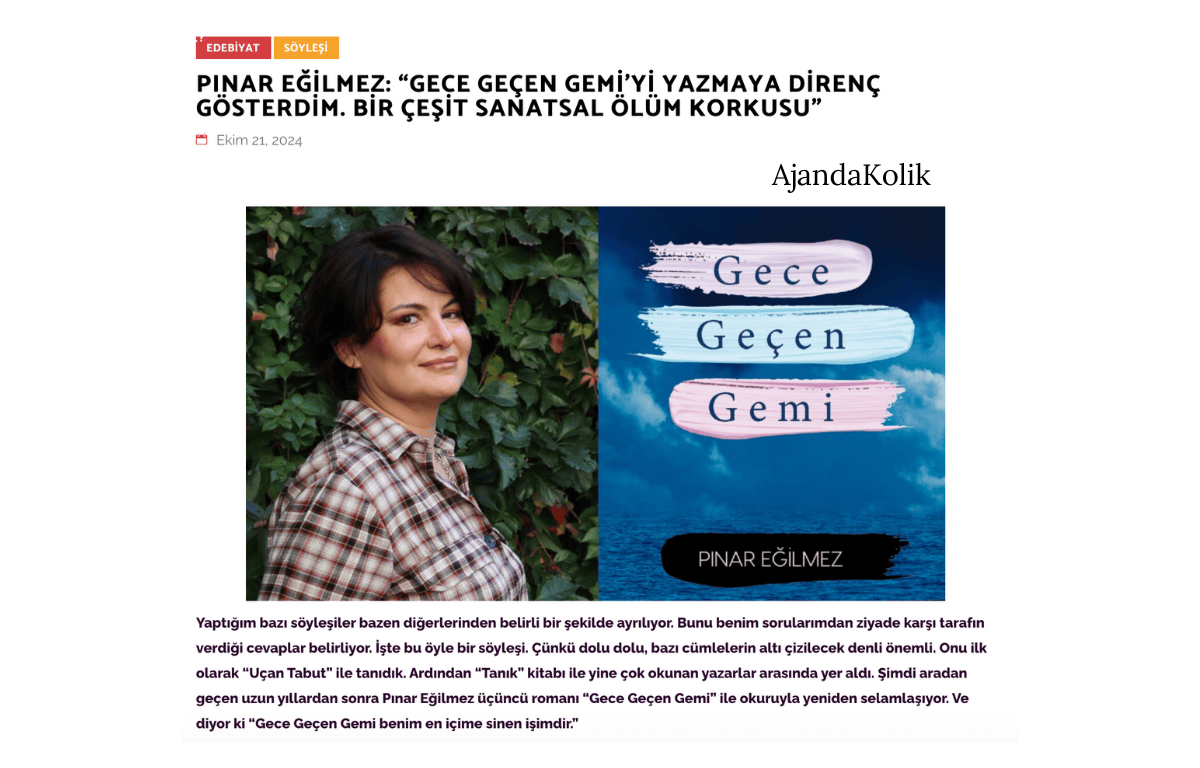 EDEBİYAT SÖYLEŞİ
PINAR EĞİLMEZ: “GECE GEÇEN GEMİ’Yİ YAZMAYA DİRENÇ
GÖSTERDİM. BİR ÇEŞİT SANATSAL ÖLÜM KORKUSU”
Ekim 21, 2024
AjandaKolik
Gece
Geçen
Gemi
PINAR EĞİLMEZ
Yaptığım bazı söyleşiler bazen diğerlerinden belirli bir şekilde ayrılıyor. Bunu benim sorularımdan ziyade karşı tarafın
verdiği cevaplar belirliyor. İşte bu öyle bir söyleşi. Çünkü dolu dolu, bazı cümlelerin altı çizilecek denli önemli. Onu ilk
olarak “Uçan Tabut” ile tanıdık. Ardından “Tanık” kitabı ile yine çok okunan yazarlar arasında yer aldı. Şimdi aradan
geçen uzun yıllardan sonra Pınar Eğilmez üçüncü romanı “Gece Geçen Gemi” ile okuruyla yeniden selamlaşıyor. Ve
diyor ki “Gece Geçen Gemi benim en içime sinen işimdir.”